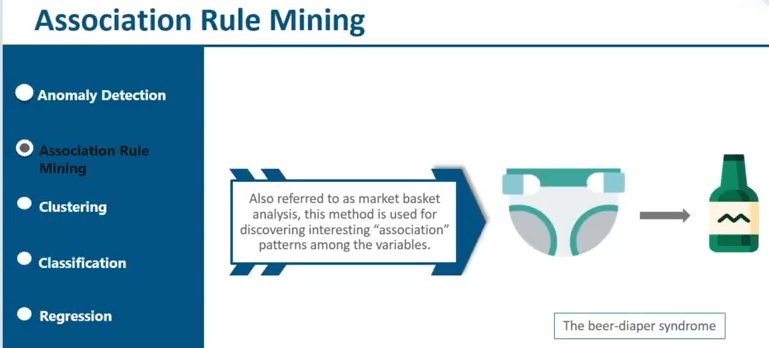 Association Rule Mining
Anomaly Detection
Association Rule
Mining
Clustering
Classification
Regression
Also referred to as market basket
analysis, this method is used for
discovering interesting “association”
patterns among the variables.
The beer-diaper syndrome